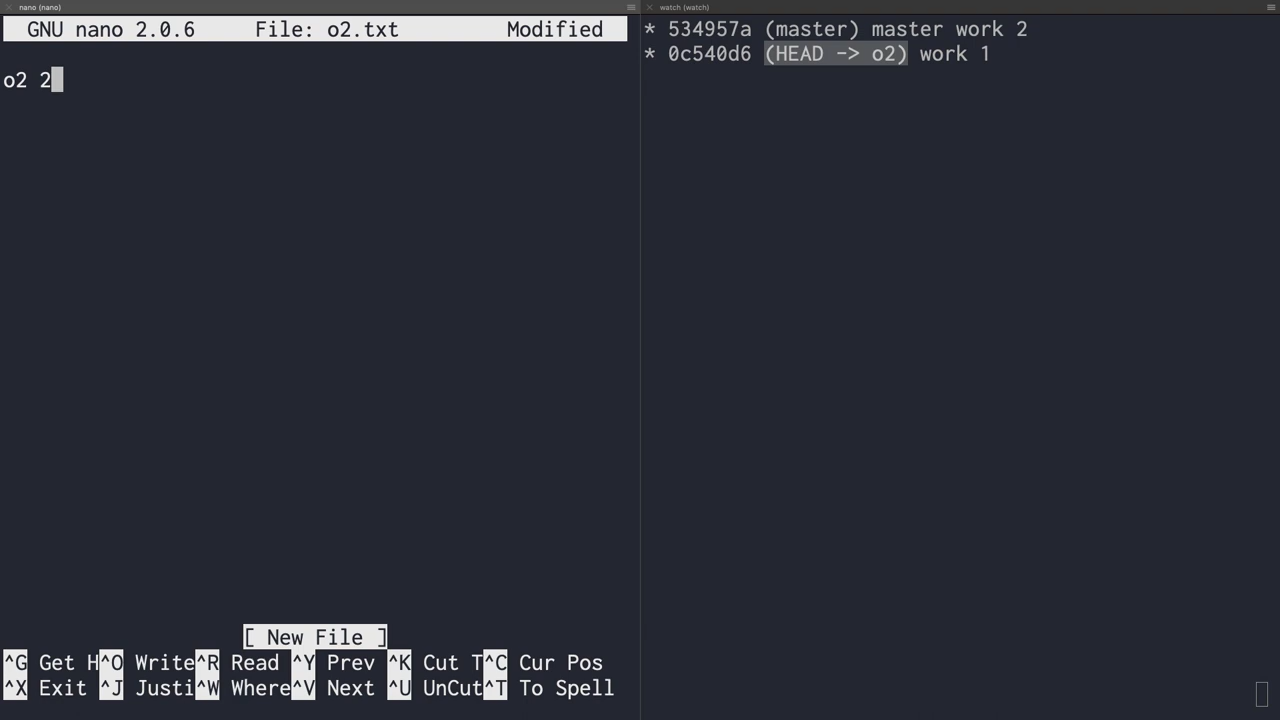 nano (nano)
GNU nano 2.0.6 File: o2.txt Modified
o2 2
[ New File ]
^G Get H^O Write^R Read ^Y Prev ^K Cut T^C Cur Pos
^X Exit ^J Justi^W Where^V Next ^U UnCut^T To Spell
watch (watch)
* 534957a (master) master work 2
* 0c540d6 (HEAD -> o2) work 1